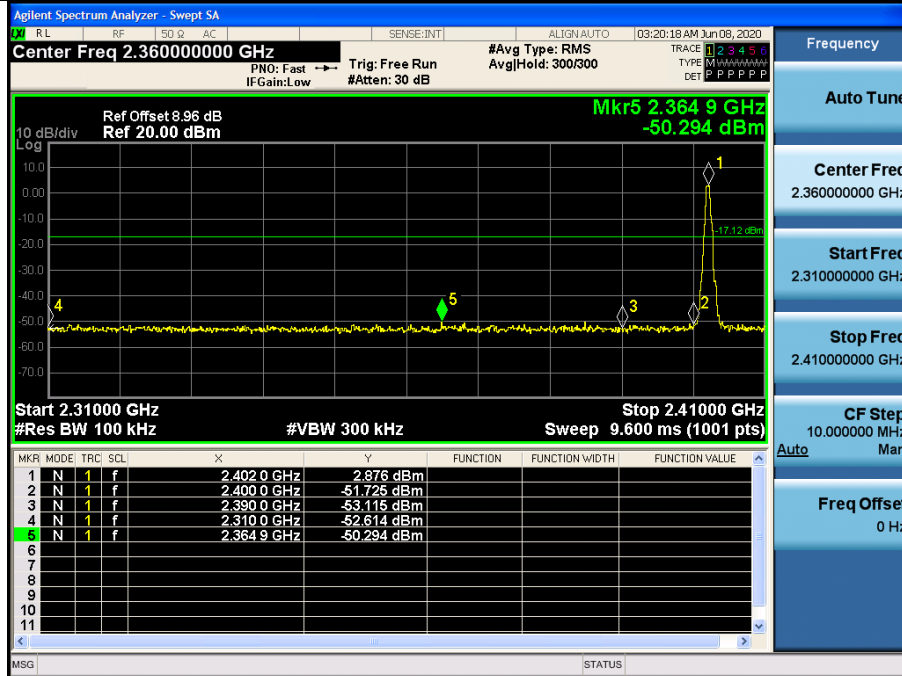 Agilent Spectrum Analyzer - Swept SA
LXI RL RF 50 Ω AC SENSE:INT ALIGN AUTO 03:20:18 AM Jun 08, 2020
Center Freq 2.360000000 GHz #Avg Type: RMS TRACE 1 2 3 4 5 6
PNO: Fast Trig: Free Run Avg|Hold: 300/300 TYPE M W W W W W
IFGain:Low #Atten: 30 dB DET P P P P P P
Mkr5 2.364 9 GHz
-50.294 dBm
Ref Offset 8.96 dB
10 dB/div Ref 20.00 dBm
Log
10.0
0.00
-10.0
-20.0
-30.0
-40.0
-50.0
-60.0
-70.0
-17.12 dBm
1
2
3
4
5
Start 2.31000 GHz Stop 2.41000 GHz
#Res BW 100 kHz #VBW 300 kHz Sweep 9.600 ms (1001 pts)
MKR MODE TRC SCL X Y FUNCTION FUNCTION WIDTH FUNCTION VALUE
1 N 1 f 2.402 0 GHz 2.876 dBm
2 N 1 f 2.400 0 GHz -51.725 dBm
3 N 1 f 2.390 0 GHz -53.115 dBm
4 N 1 f 2.310 0 GHz -52.614 dBm
5 N 1 f 2.364 9 GHz -50.294 dBm
6
7
8
9
10
11
MSG STATUS
Frequency
Auto Tune
Center Freq
2.360000000 GHz
Start Freq
2.310000000 GHz
Stop Freq
2.410000000 GHz
CF Step
10.000000 MHz
Auto Man
Freq Offset
0 Hz